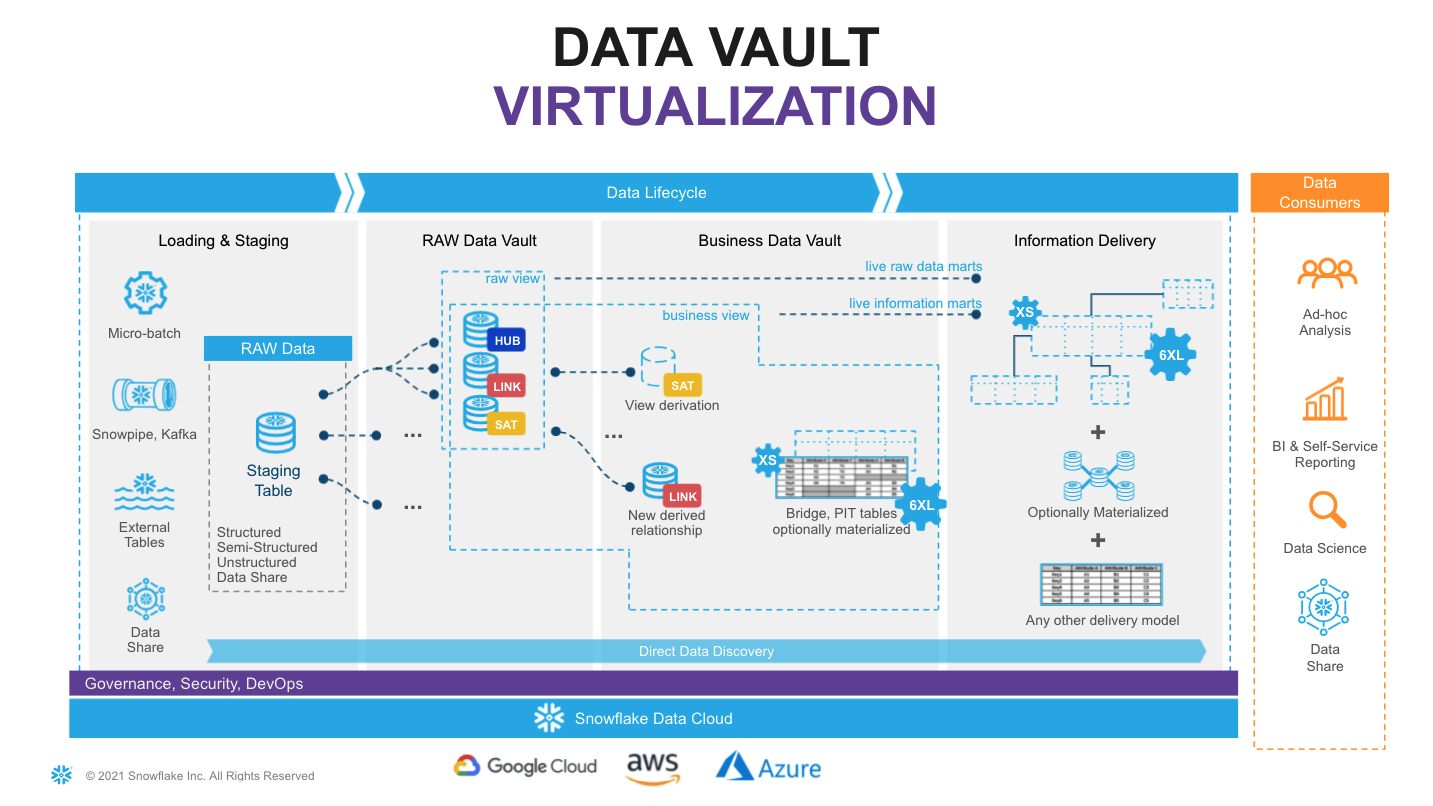 DATA VAULT
VIRTUALIZATION
Data Lifecycle
Data
Consumers
Loading & Staging
RAW Data Vault
Business Data Vault
Information Delivery
Micro-batch
Snowpipe, Kafka
External
Tables
Data
Share
RAW Data
Staging
Table
Structured
Semi-Structured
Unstructured
Data Share
raw view
HUB
LINK
SAT
...
...
live raw data marts
live information marts
business view
SAT
View derivation
...
LINK
New derived
relationship
XS
6XL
Bridge, PIT tables
optionally materialized
XS
6XL
+
Optionally Materialized
+
Any other delivery model
Ad-hoc
Analysis
BI & Self-Service
Reporting
Data Science
Data
Share
Direct Data Discovery
Governance, Security, DevOps
Snowflake Data Cloud
© 2021 Snowflake Inc. All Rights Reserved
Google Cloud
aws
Azure